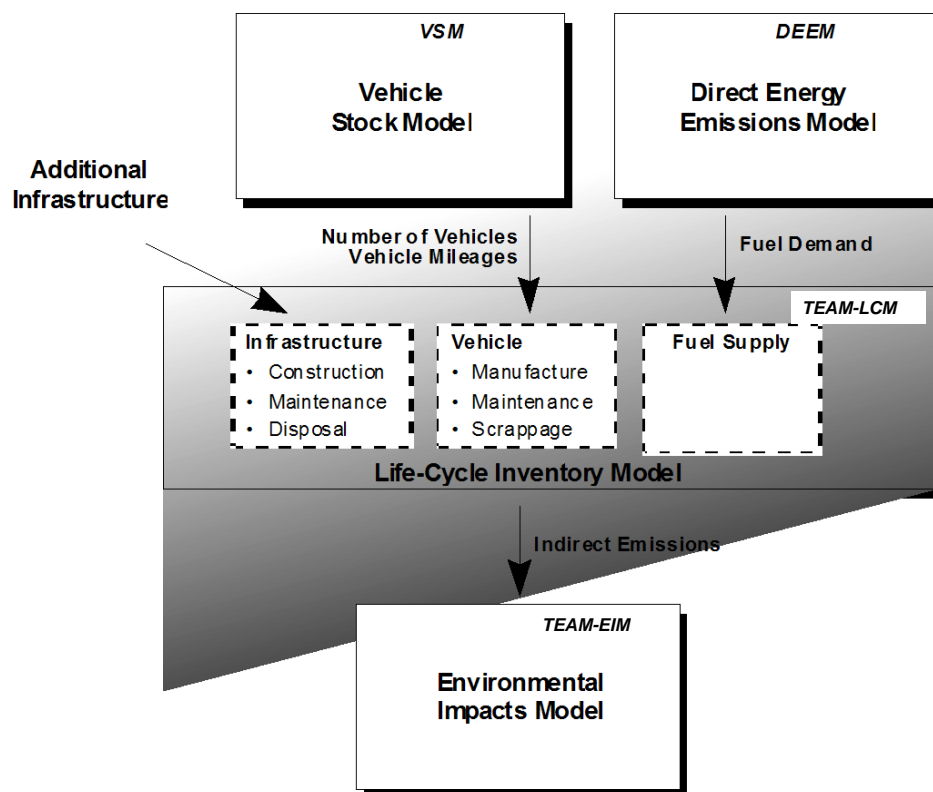 VSM
Vehicle
Stock Model
DEEM
Direct Energy
Emissions Model
Additional
Infrastructure
Number of Vehicles
Vehicle Mileages
Fuel Demand
TEAM-LCM
Infrastructure
• Construction
• Maintenance
• Disposal
Vehicle
• Manufacture
• Maintenance
• Scrappage
Fuel Supply
Life-Cycle Inventory Model
Indirect Emissions
TEAM-EIM
Environmental
Impacts Model